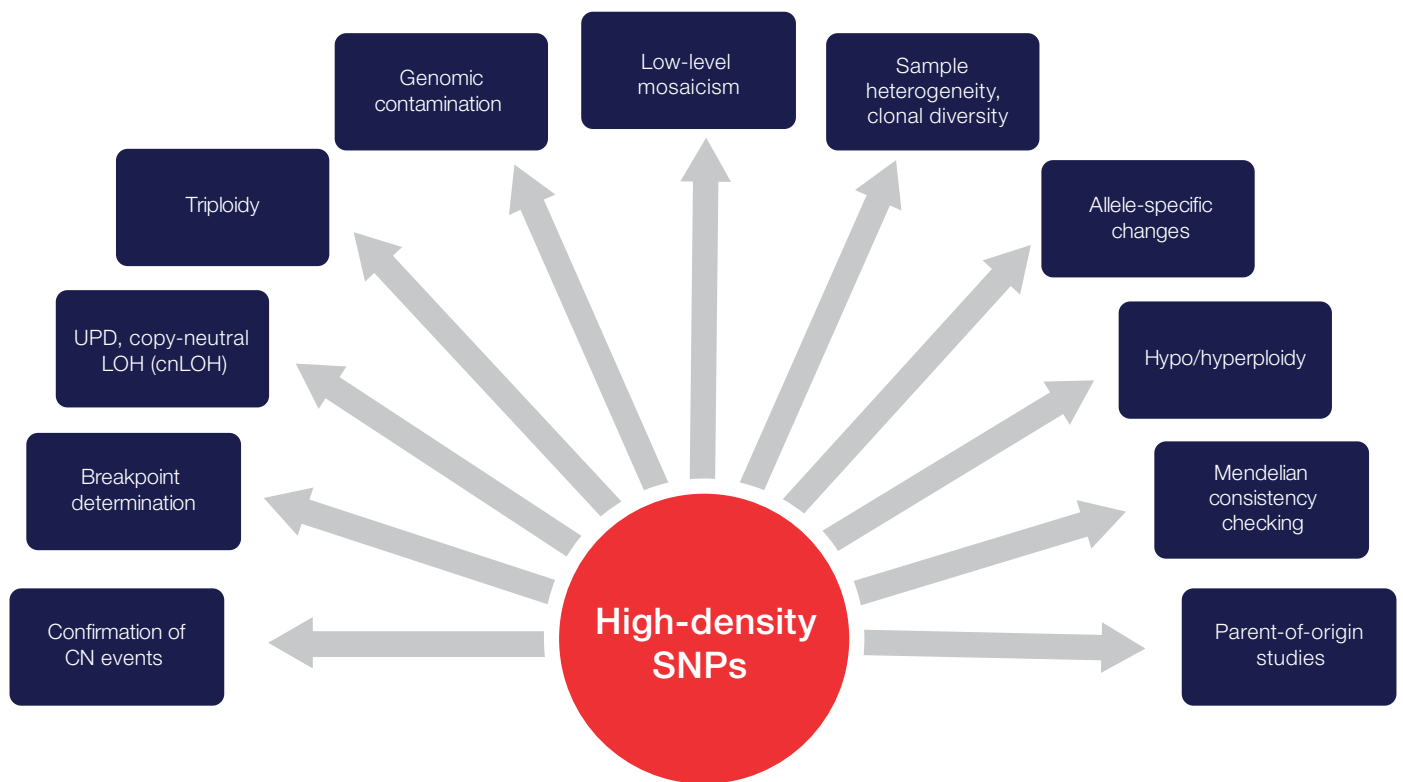 Low-level
mosaicism
Sample
heterogeneity,
clonal diversity
Genomic
contamination
Allele-specific
changes
Triploidy
Hypo/hyperploidy
UPD, copy-neutral
LOH (cnLOH)
Mendelian
consistency
checking
Breakpoint
determination
Parent-of-origin
studies
Confirmation of
CN events
High-density
SNPs